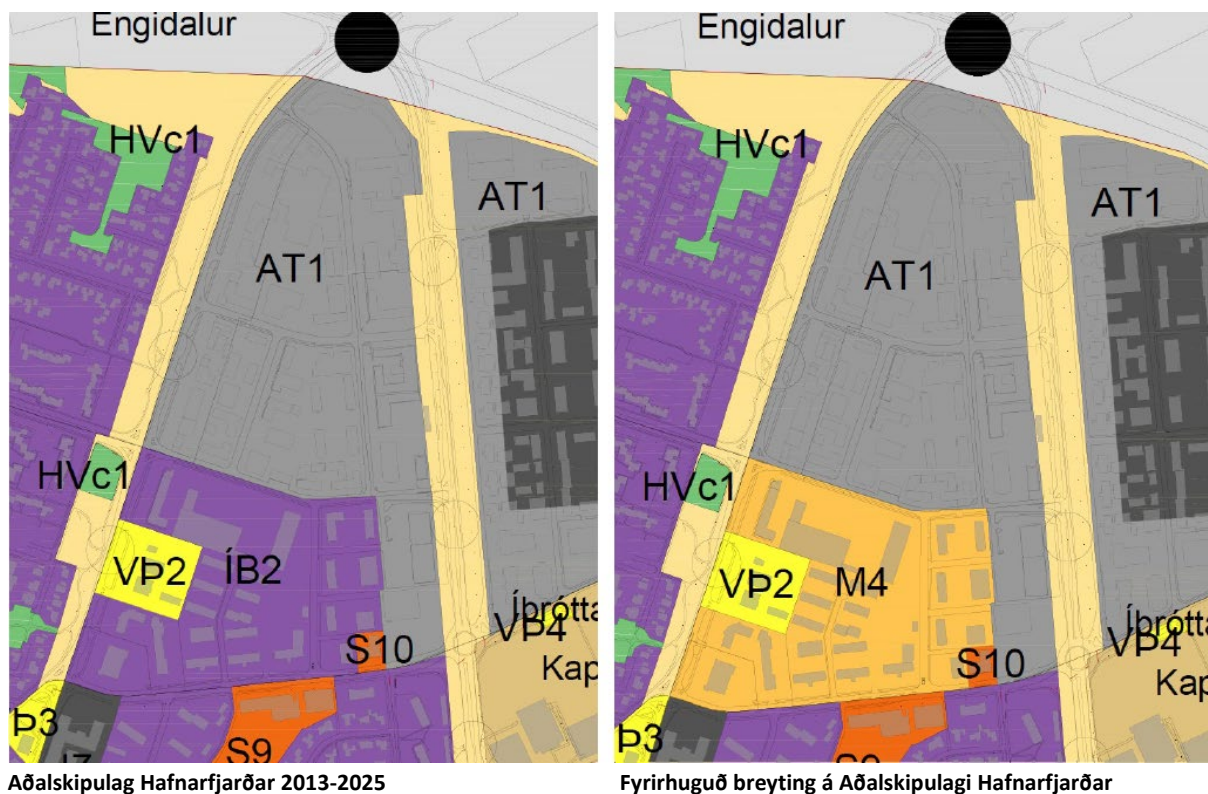 Engidalur
HVc1
AT1
AT1
HVc1
VÞ2
ÍB2
S10
VÞ4
Íþrótta
Kap
Þ3
S9
Aðalskipulag Hafnarfjarðar 2013-2025
Engidalur
HVc1
AT1
AT1
HVc1
VÞ2
M4
S10
VÞ4
Íþrótta
Kap
Þ3
Fyrirhuguð breyting á Aðalskipulagi Hafnarfjarðar